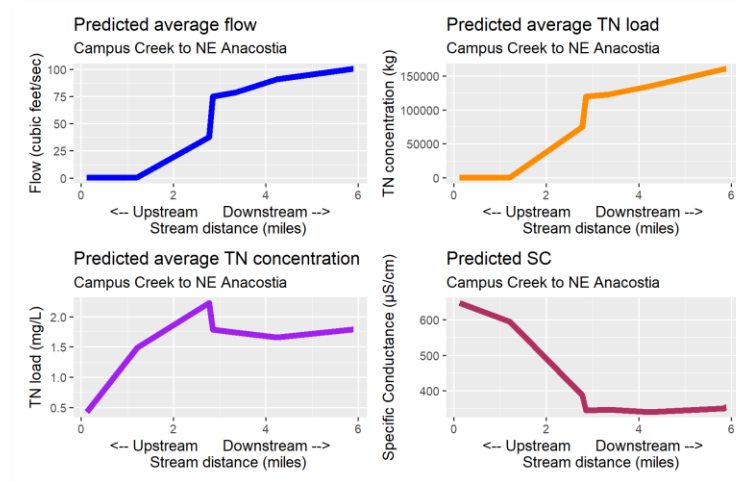 Predicted average flow
Campus Creek to NE Anacostia
Flow (cubic feet/sec)
100
75
50
25
0
0 2 4 6
<-- Upstream Downstream -->
Stream distance (miles)
Predicted average TN load
Campus Creek to NE Anacostia
TN concentration (kg)
150000
100000
50000
0
0 2 4 6
<-- Upstream Downstream -->
Stream distance (miles)
Predicted average TN concentration
Campus Creek to NE Anacostia
TN load (mg/L)
2.0
1.5
1.0
0.5
0 2 4 6
<-- Upstream Downstream -->
Stream distance (miles)
Predicted SC
Campus Creek to NE Anacostia
Specific Conductance (µS/cm)
600
500
400
0 2 4 6
<-- Upstream Downstream -->
Stream distance (miles)